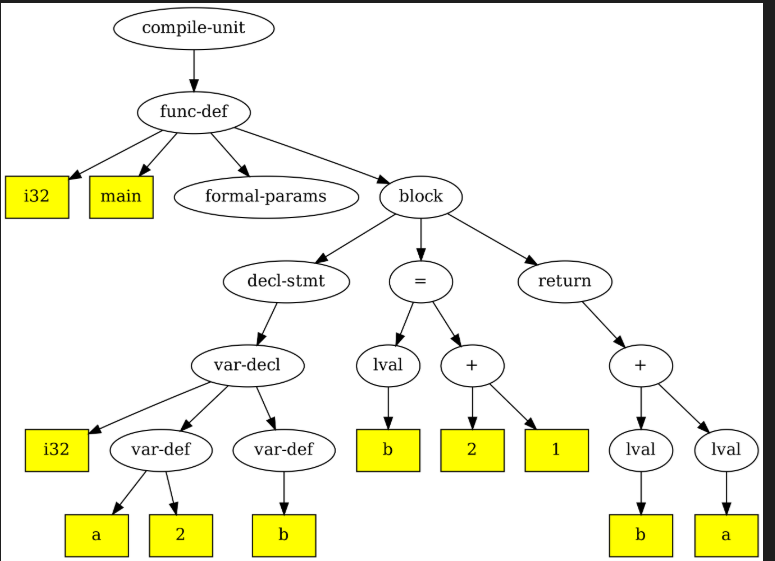 compile-unit
func-def
i32 main formal-params block
decl-stmt = return
var-decl lval + +
i32 var-def var-def b 2 1 lval lval
a 2 b b a